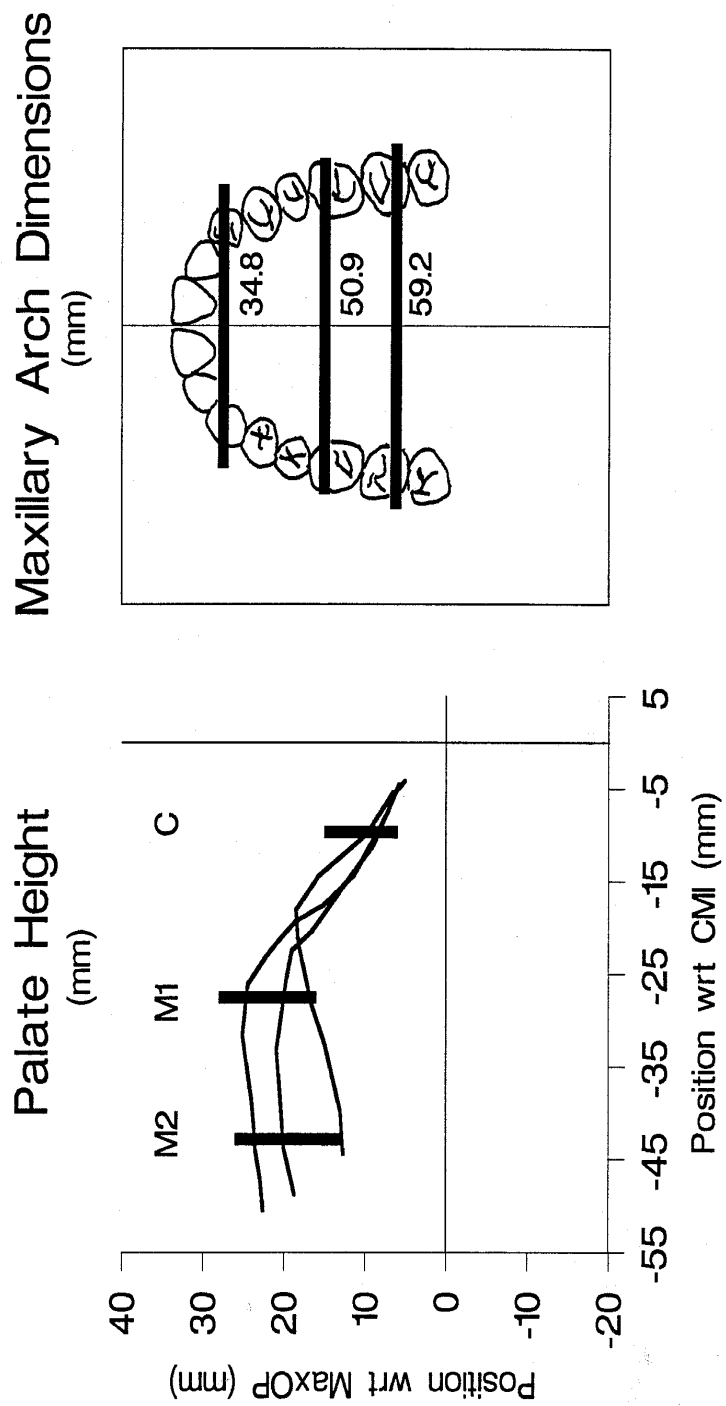 Palate Height
(mm)
M2
M1
C
40
30
20
10
0
-10
-20
Position wrt MaxOP (mm)
-55
-45
-35
-25
-15
-5
5
Position wrt CMI (mm)
Maxillary Arch Dimensions
(mm)
34.8
50.9
59.2